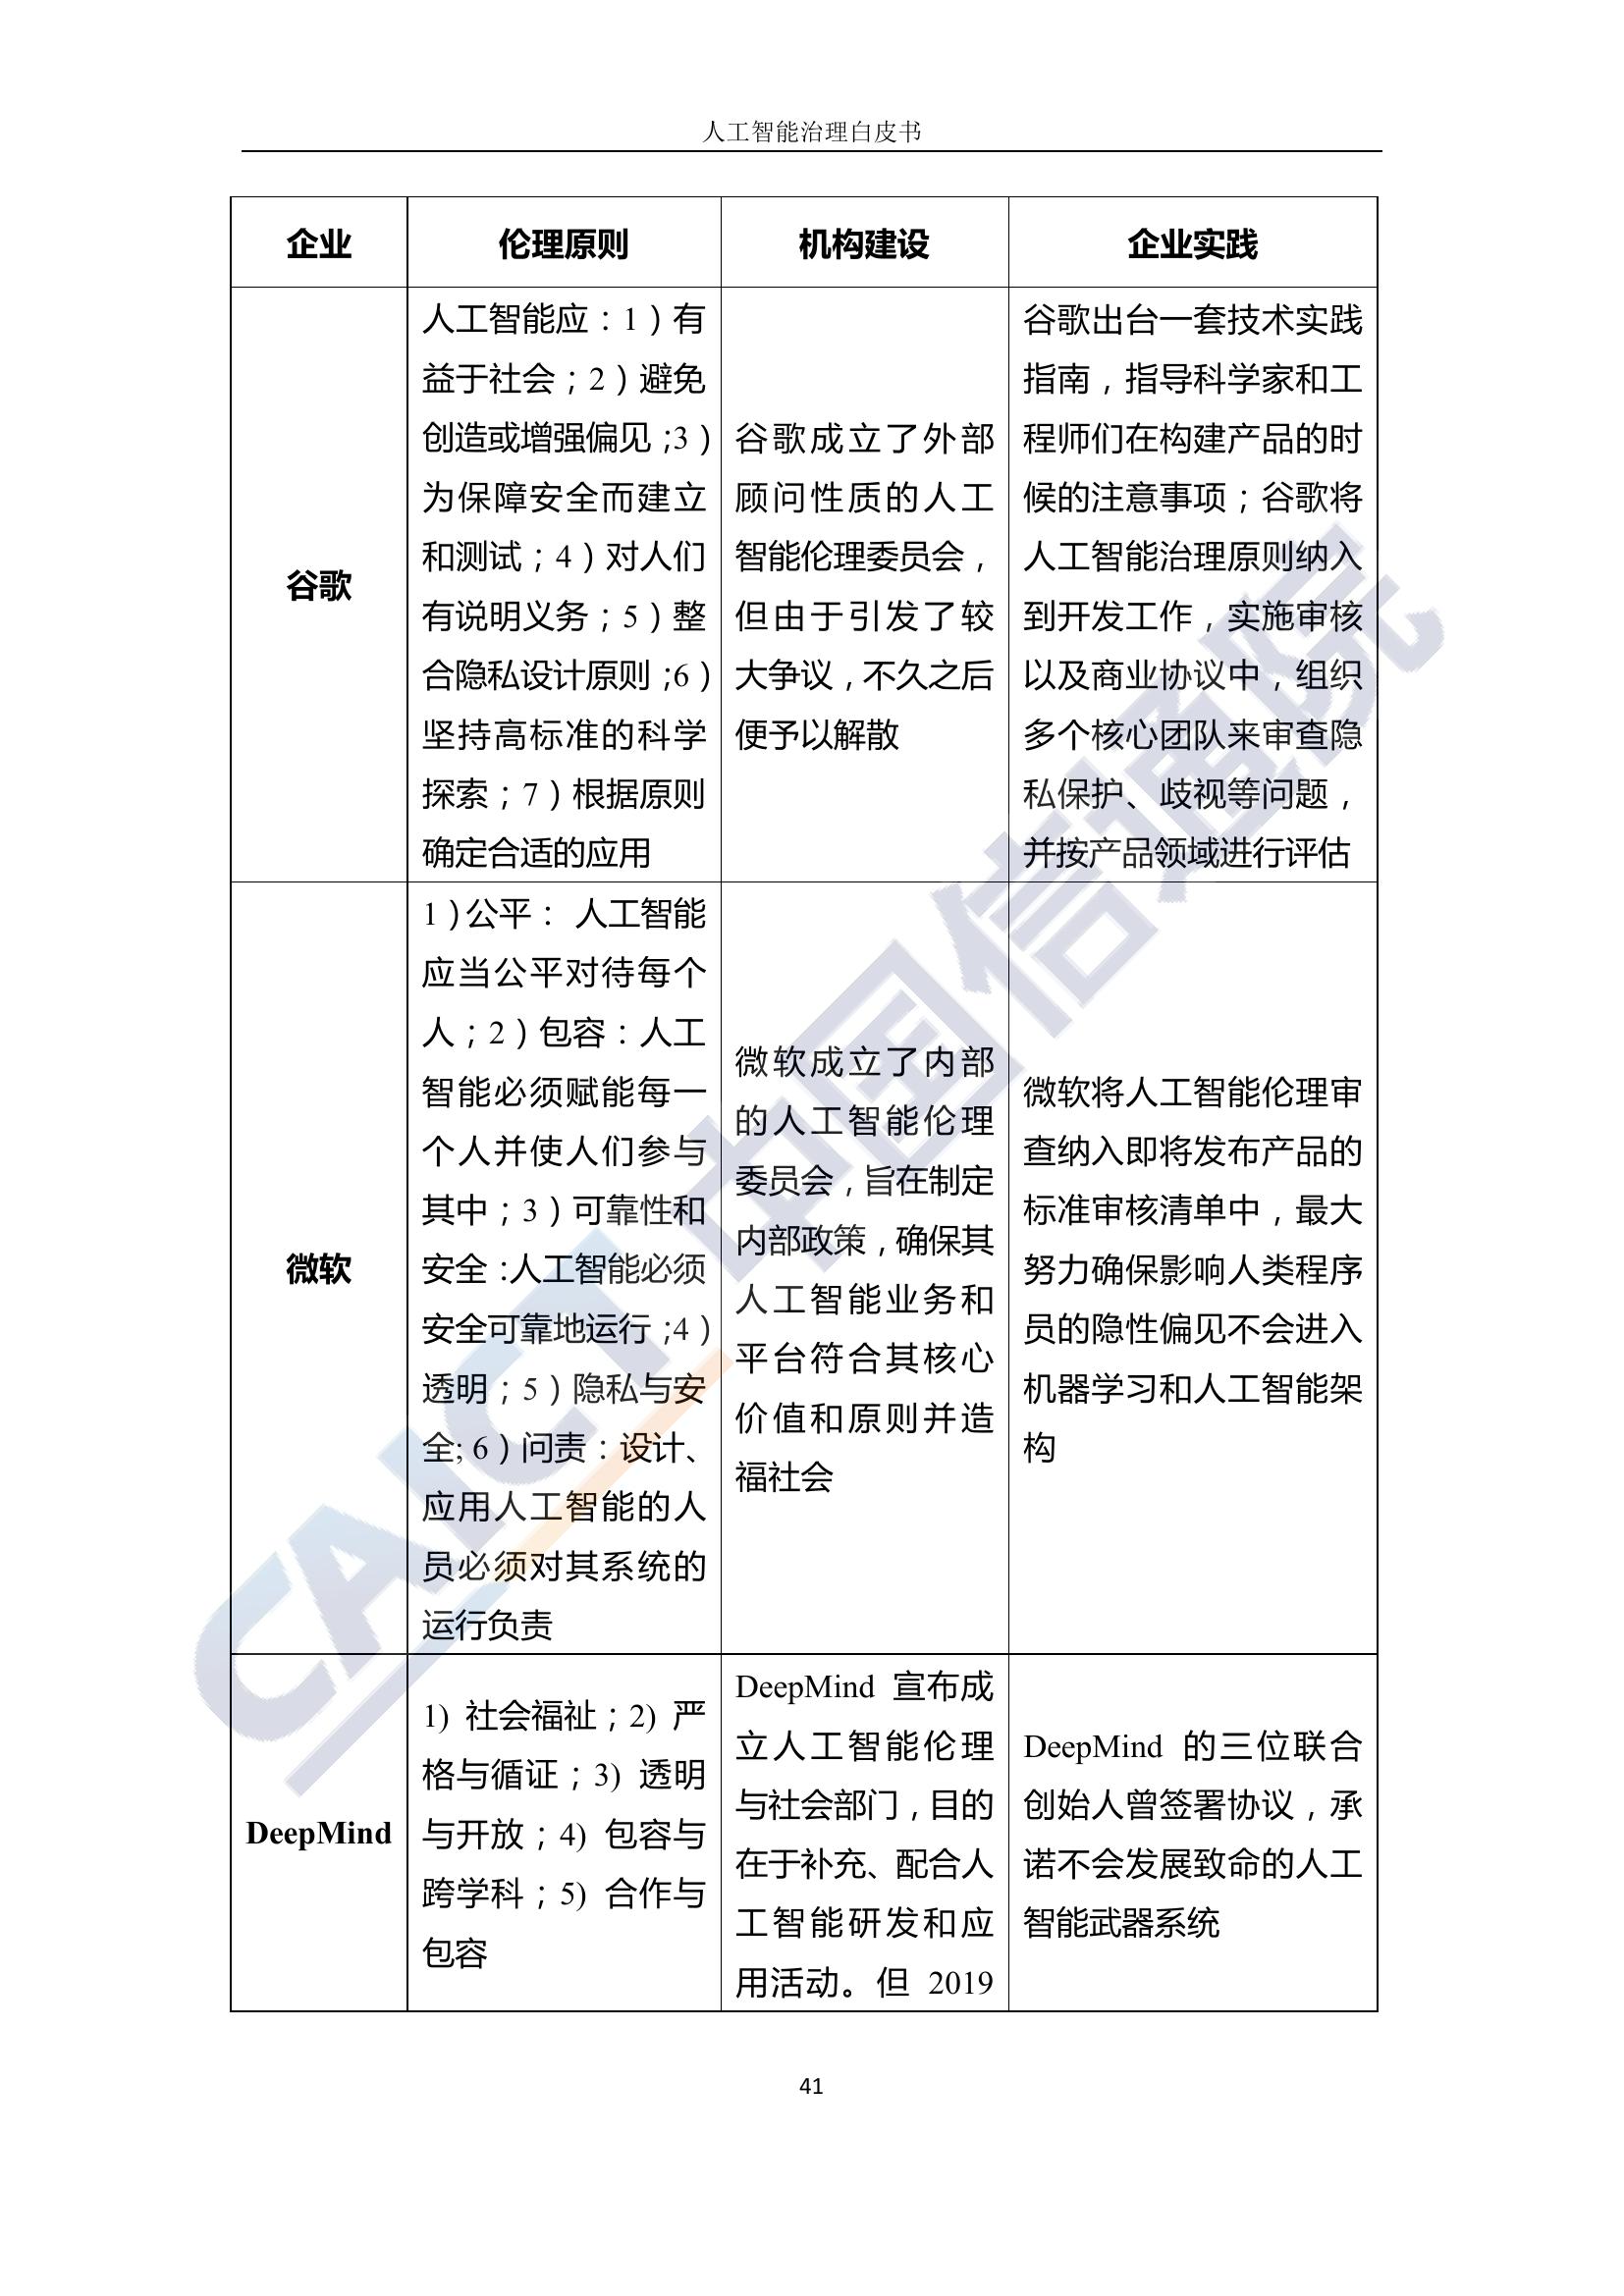 人工智能治理白皮书
企业
伦理原则
机构建设
企业实践
谷歌
人工智能应：1）有
益于社会；2）避免
创造或增强偏见；3）
为保障安全而建立
和测试；4）对人们
有说明义务；5）整
合隐私设计原则；6）
坚持高标准的科学
探索；7）根据原则
确定合适的应用
谷歌成立了外部
顾问性质的人工
智能伦理委员会，
但由于引发了较
大争议，不久之后
便予以解散
谷歌出台一套技术实践
指南，指导科学家和工
程师们在构建产品的时
候的注意事项；谷歌将
人工智能治理原则纳入
到开发工作，实施审核
以及商业协议中，组织
多个核心团队来审查隐
私保护、歧视等问题，
并按产品领域进行评估
微软
1）公平： 人工智能
应当公平对待每个
人；2）包容：人工
智能必须赋能每一
个人并使人们参与
其中；3）可靠性和
安全：人工智能必须
安全可靠地运行；4）
透明；5）隐私与安
全; 6）问责：设计、
应用人工智能的人
员必须对其系统的
运行负责
微软成立了内部
的人工智能伦理
委员会，旨在制定
内部政策，确保其
人工智能业务和
平台符合其核心
价值和原则并造
福社会
微软将人工智能伦理审
查纳入即将发布产品的
标准审核清单中，最大
努力确保影响人类程序
员的隐性偏见不会进入
机器学习和人工智能架
构
DeepMind
1) 社会福祉；2) 严
格与循证；3) 透明
与开放；4) 包容与
跨学科；5) 合作与
包容
DeepMind 宣布成
立人工智能伦理
与社会部门，目的
在于补充、配合人
工智能研发和应
用活动。但 2019
DeepMind 的三位联合
创始人曾签署协议，承
诺不会发展致命的人工
智能武器系统
CAICT 中国信通院
41